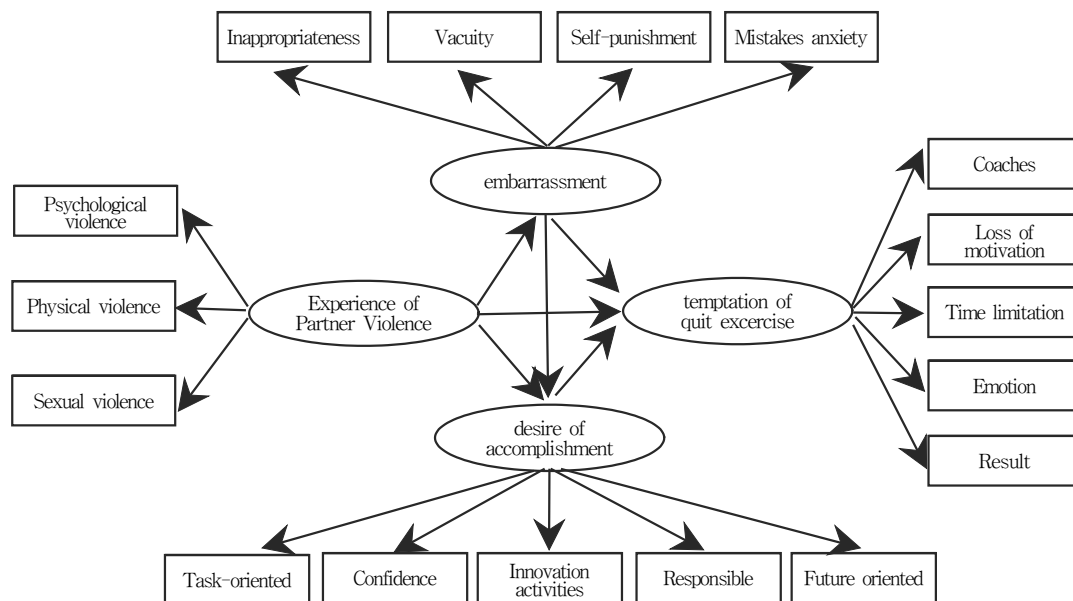 Inappropriateness
Vacuity
Self-punishment
Mistakes anxiety
embarrassment
Psychological
violence
Physical violence
Sexual violence
Experience of
Partner Violence
temptation of
quit excercise
Coaches
Loss of
motivation
Time limitation
Emotion
Result
desire of
accomplishment
Task-oriented
Confidence
Innovation
activities
Responsible
Future oriented